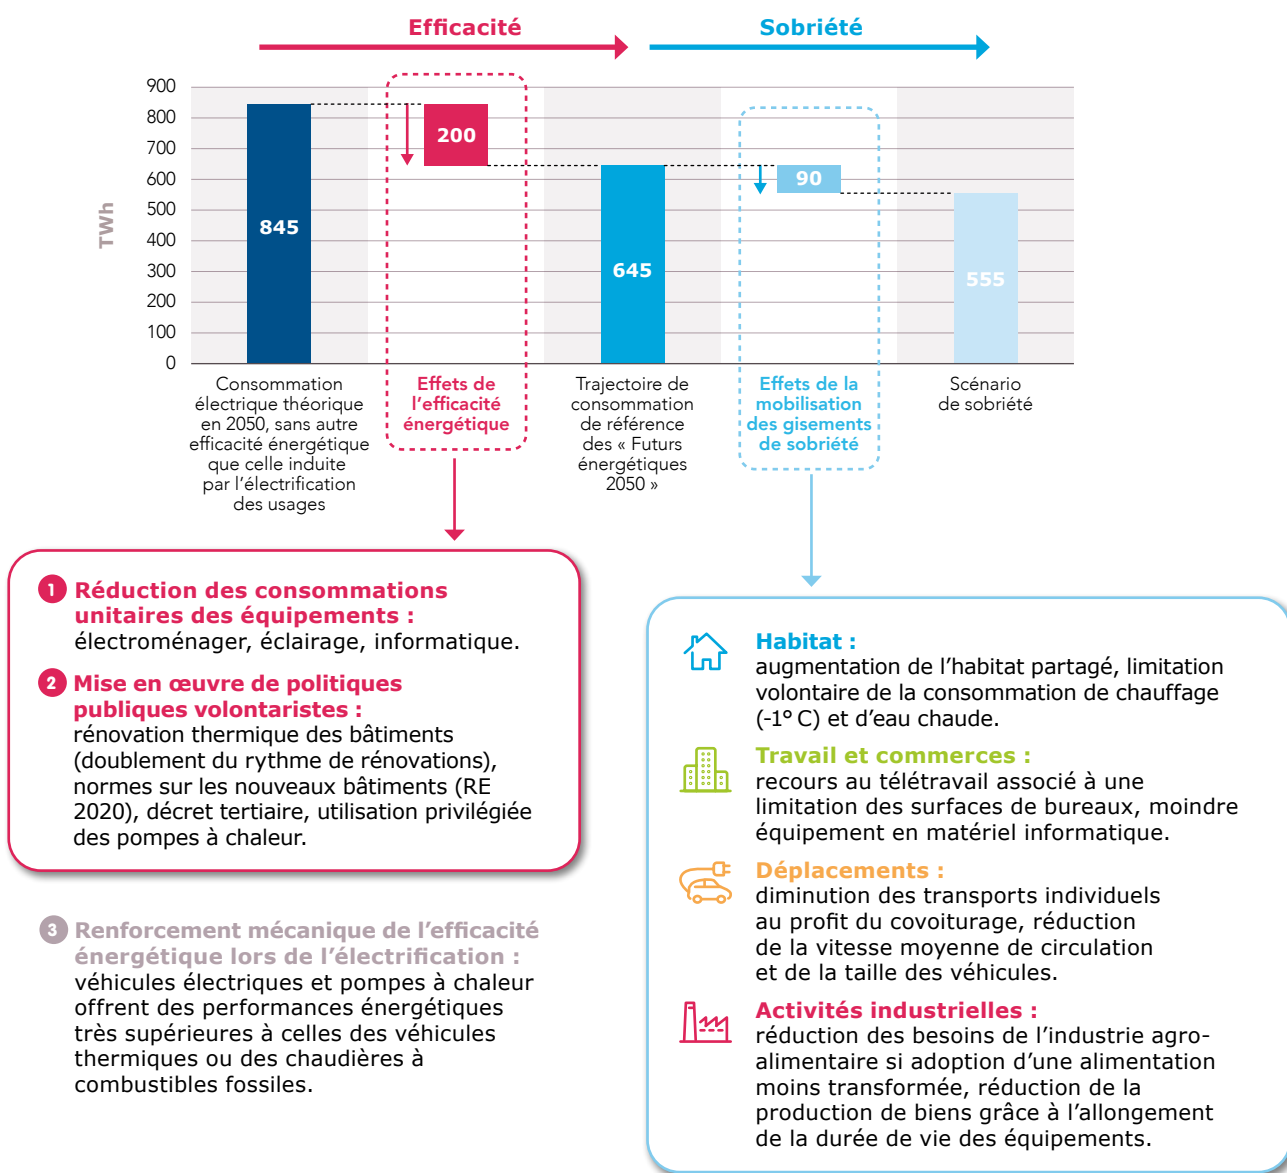 Efficacité
Sobriété
TWh
900
800
700
600
500
400
300
200
100
0
845
200
645
90
555
Consommation
électrique théorique
en 2050, sans autre
efficacité énergétique
que celle induite
par l'électrification
des usages
Effets de
l'efficacité
énergétique
Trajectoire de
consommation
de référence
des « Futurs
énergétiques
2050 »
Effets de la
mobilisation
des gisements
de sobriété
Scénario
de sobriété
1 Réduction des consommations
unitaires des équipements :
électroménager, éclairage, informatique.
2 Mise en œuvre de politiques
publiques volontaristes :
rénovation thermique des bâtiments
(doublement du rythme de rénovations),
normes sur les nouveaux bâtiments (RE
2020), décret tertiaire, utilisation privilégiée
des pompes à chaleur.
3 Renforcement mécanique de l'efficacité
énergétique lors de l'électrification :
véhicules électriques et pompes à chaleur
offrent des performances énergétiques
très supérieures à celles des véhicules
thermiques ou des chaudières à
combustibles fossiles.
Habitat :
augmentation de l'habitat partagé, limitation
volontaire de la consommation de chauffage
(-1° C) et d'eau chaude.
Travail et commerces :
recours au télétravail associé à une
limitation des surfaces de bureaux, moindre
équipement en matériel informatique.
Déplacements :
diminution des transports individuels
au profit du covoiturage, réduction
de la vitesse moyenne de circulation
et de la taille des véhicules.
Activités industrielles :
réduction des besoins de l'industrie agro-
alimentaire si adoption d'une alimentation
moins transformée, réduction de la
production de biens grâce à l'allongement
de la durée de vie des équipements.